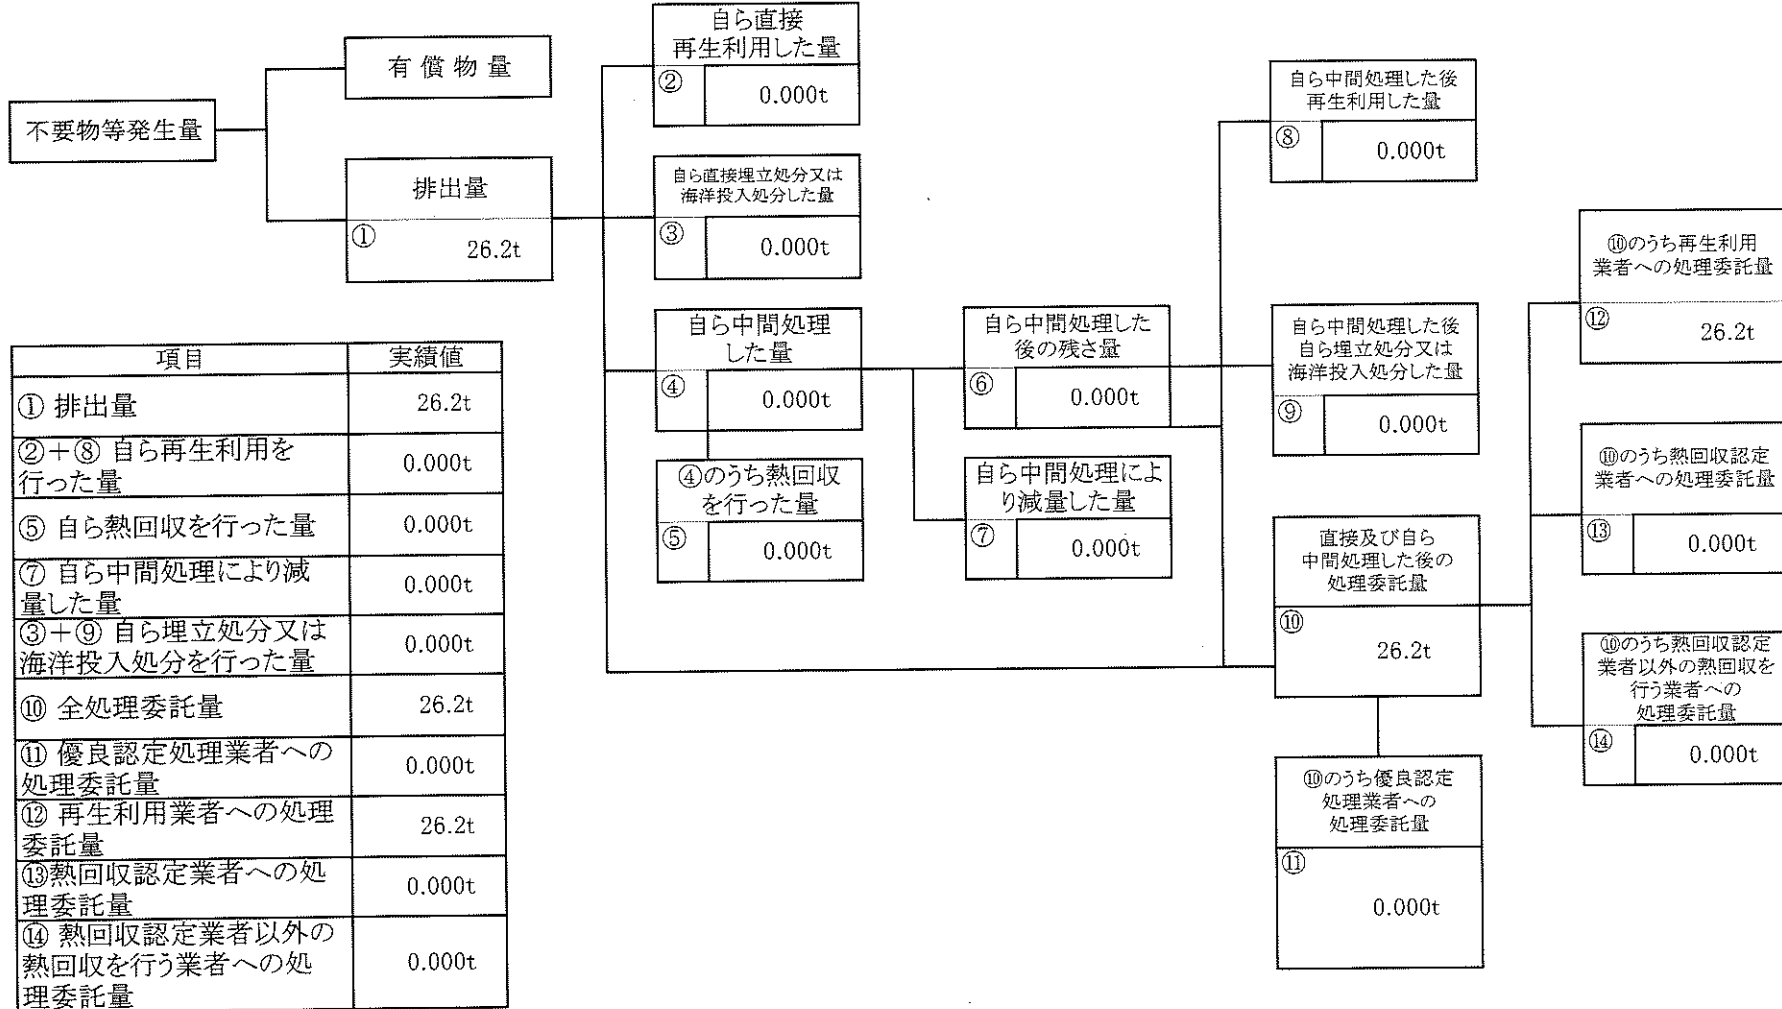 不要物等発生量
有償物量
排出量
①
26.2t
自ら直接
再生利用した量
②
0.000t
自ら直接埋立処分又は
海洋投入処分した量
③
0.000t
自ら中間処理
した量
④
0.000t
④のうち熱回収
を行った量
⑤
0.000t
自ら中間処理した
後の残さ量
⑥
0.000t
自ら中間処理によ
り減量した量
⑦
0.000t
自ら中間処理した後
再生利用した量
⑧
0.000t
自ら中間処理した後
自ら埋立処分又は
海洋投入処分した量
⑨
0.000t
直接及び自ら
中間処理した後の
処理委託量
⑩
26.2t
⑩のうち優良認定
処理業者への
処理委託量
⑪
0.000t
⑩のうち再生利用
業者への処理委託量
⑫
26.2t
⑩のうち熱回収認定
業者への処理委託量
⑬
0.000t
⑩のうち熱回収認定
業者以外の熱回収を
行う業者への
処理委託量
⑭
0.000t
項目 実績値
① 排出量 26.2t
②+⑧ 自ら再生利用を
行った量 0.000t
⑤ 自ら熱回収を行った量 0.000t
⑦ 自ら中間処理により減
量した量 0.000t
③+⑨ 自ら埋立処分又は
海洋投入処分を行った量 0.000t
⑩ 全処理委託量 26.2t
⑪ 優良認定処理業者への
処理委託量 0.000t
⑫ 再生利用業者への処理
委託量 26.2t
⑬熱回収認定業者への処
理委託量 0.000t
⑭ 熱回収認定業者以外の
熱回収を行う業者への処
理委託量 0.000t